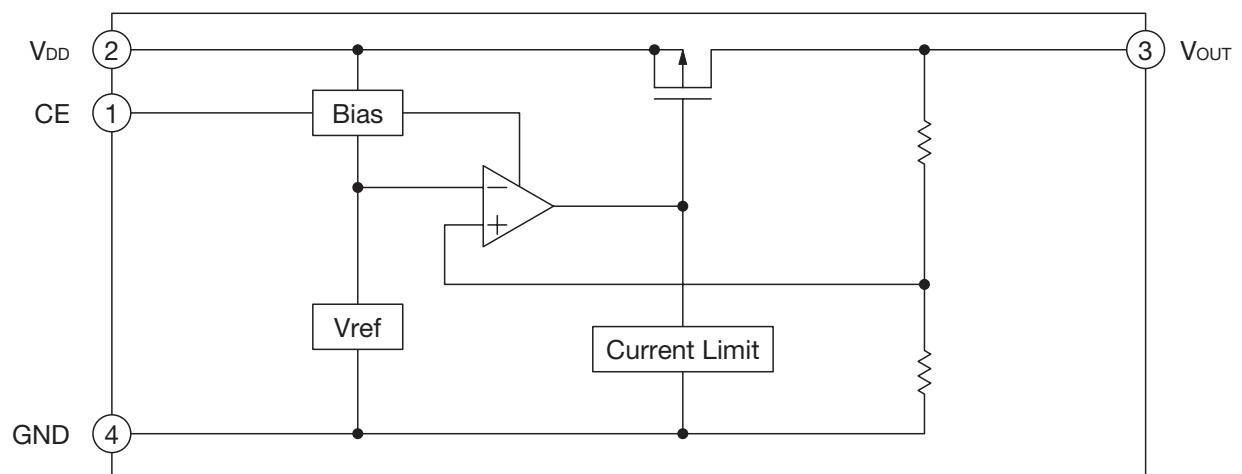 VDD 2 3 VOUT
CE 1 Bias
−
+
Vref
Current Limit
GND 4